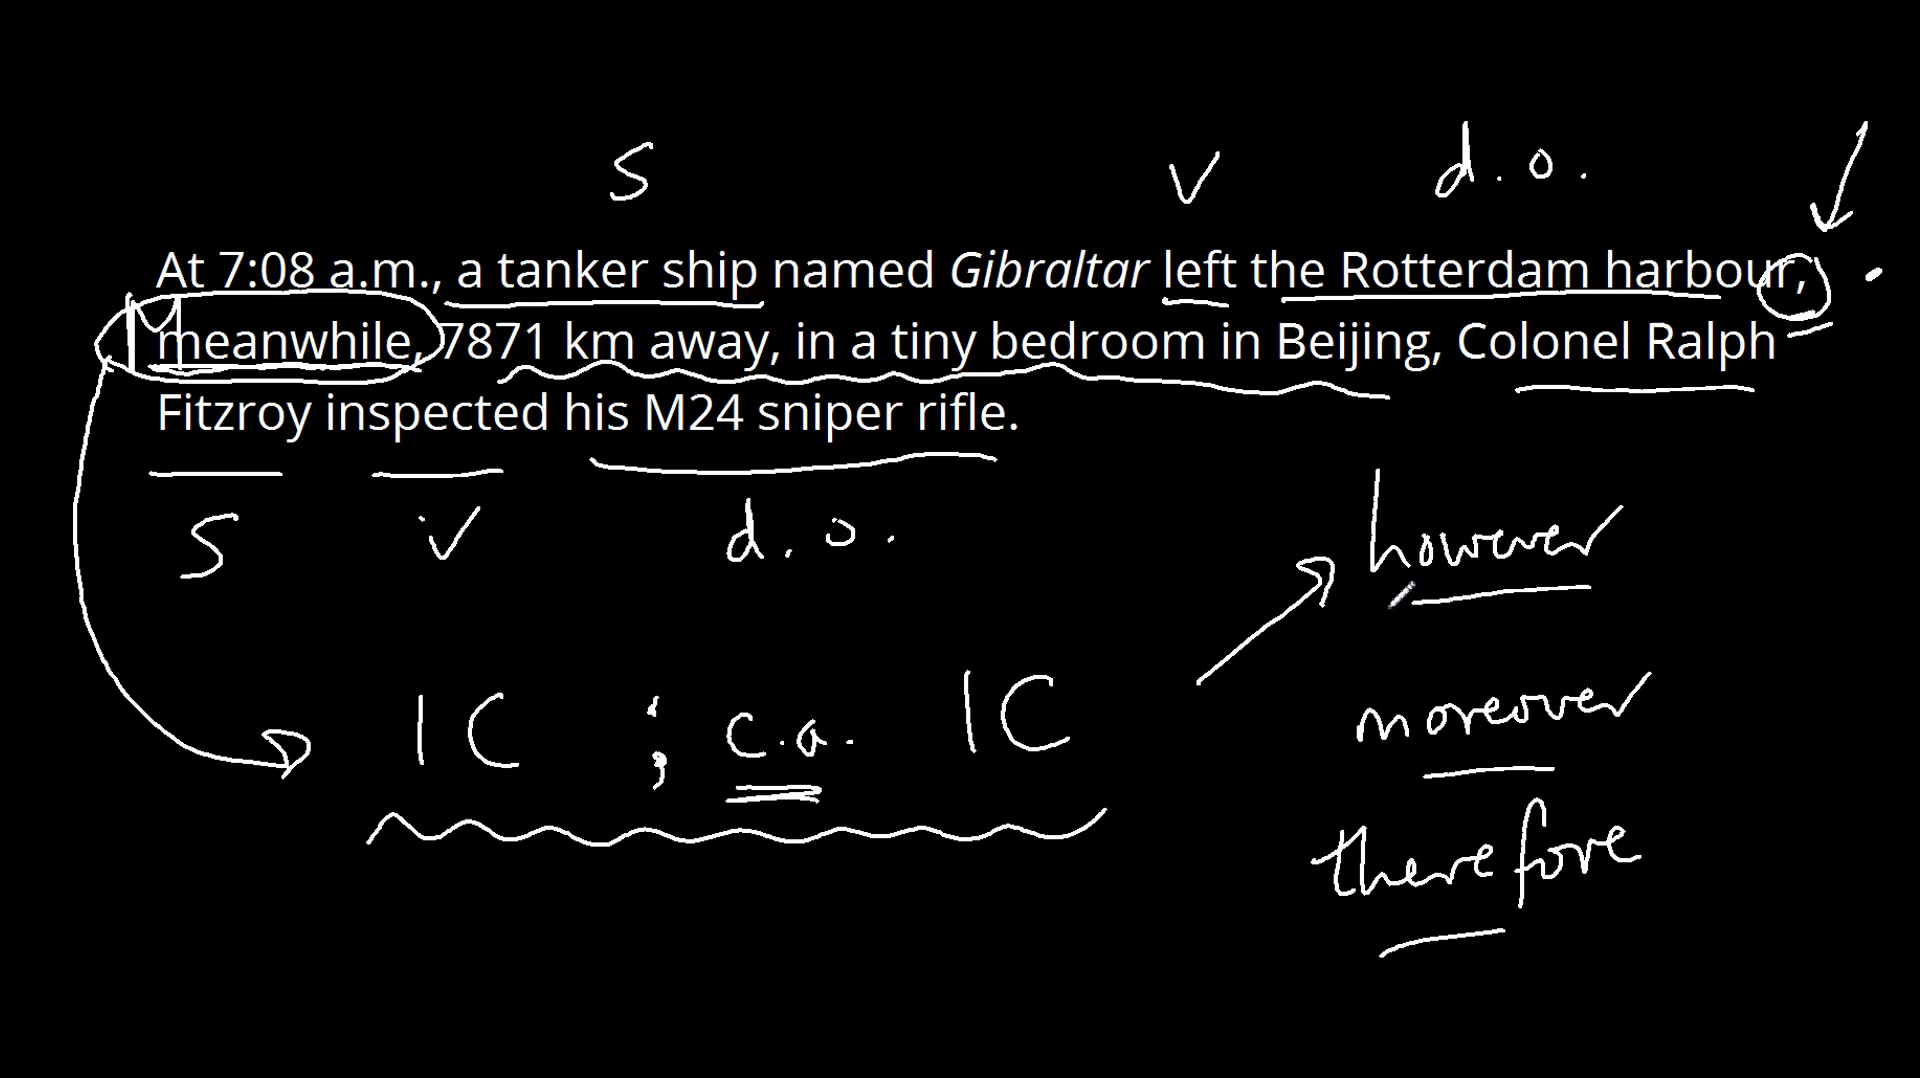 S V d.o.
At 7:08 a.m., a tanker ship named Gibraltar left the Rotterdam harbour, .
meanwhile, 7871 km away, in a tiny bedroom in Beijing, Colonel Ralph
Fitzroy inspected his M24 sniper rifle.
S V d.o.
however
IC ; c.a. IC
moreover
therefore